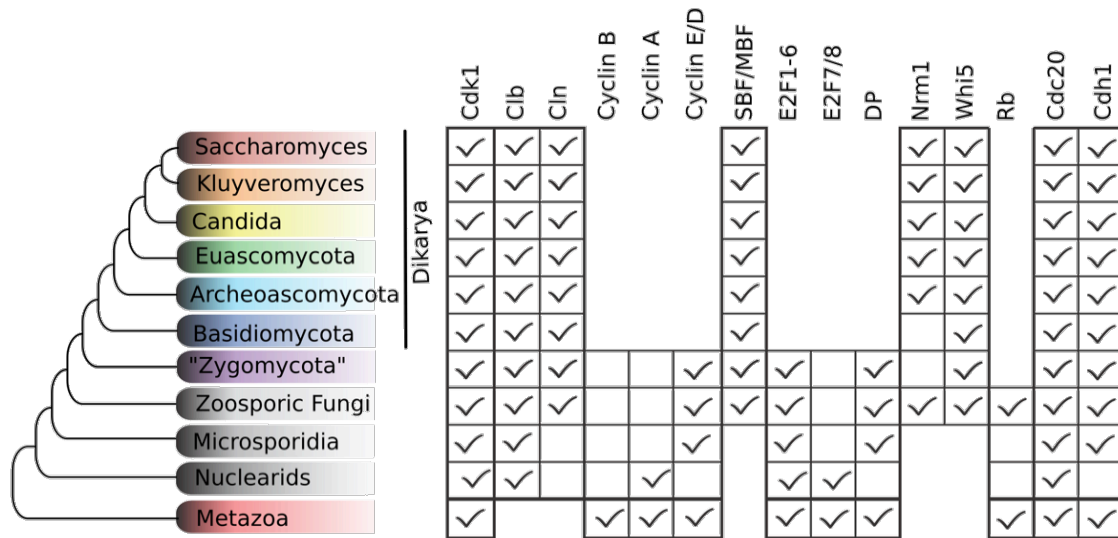 Cdk1
Clb
Cln
Cyclin B
Cyclin A
Cyclin E/D
SBF/MBF
E2F1-6
E2F7/8
DP
Nrm1
Whi5
Rb
Cdc20
Cdh1
Saccharomyces
Kluyveromyces
Candida
Euascomycota
Archeoascomycota
Basidiomycota
Dikarya
"Zygomycota"
Zoosporic Fungi
Microsporidia
Nuclearids
Metazoa